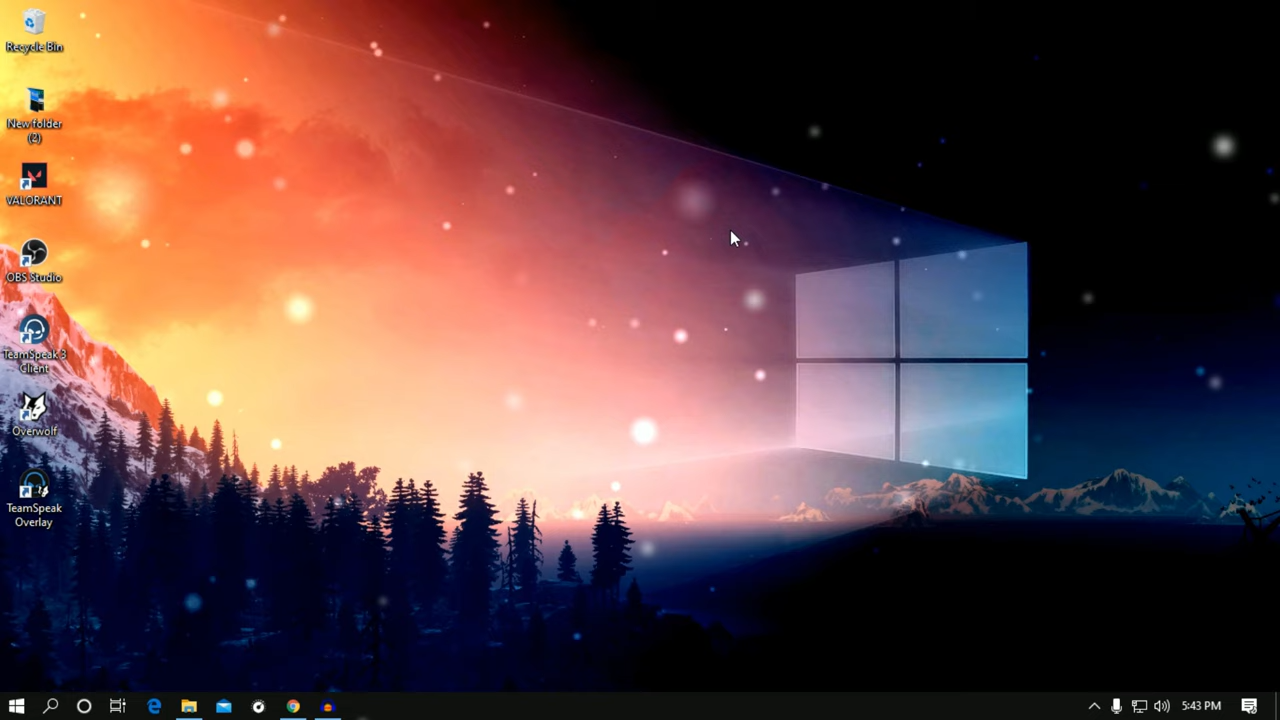 Recycle Bin
New folder
(2)
VALORANT
OBS Studio
TeamSpeak 3
Client
Overwolf
TeamSpeak
Overlay
5:43 PM